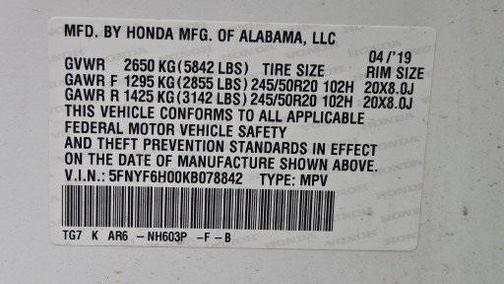 MFD. BY HONDA MFG. OF ALABAMA, LLC
04/'19
GVWR 2650 KG(5842 LBS) TIRE SIZE RIM SIZE
GAWR F 1295 KG(2855 LBS) 245/50R20 102H 20X8.0J
GAWR R 1425 KG(3142 LBS) 245/50R20 102H 20X8.0J
THIS VEHICLE CONFORMS TO ALL APPLICABLE
FEDERAL MOTOR VEHICLE SAFETY
AND THEFT PREVENTION STANDARDS IN EFFECT
ON THE DATE OF MANUFACTURE SHOWN ABOVE.
V.I.N.: 5FNYF6H00KB078842 TYPE: MPV
TG7 K AR6 -NH603P -F-B